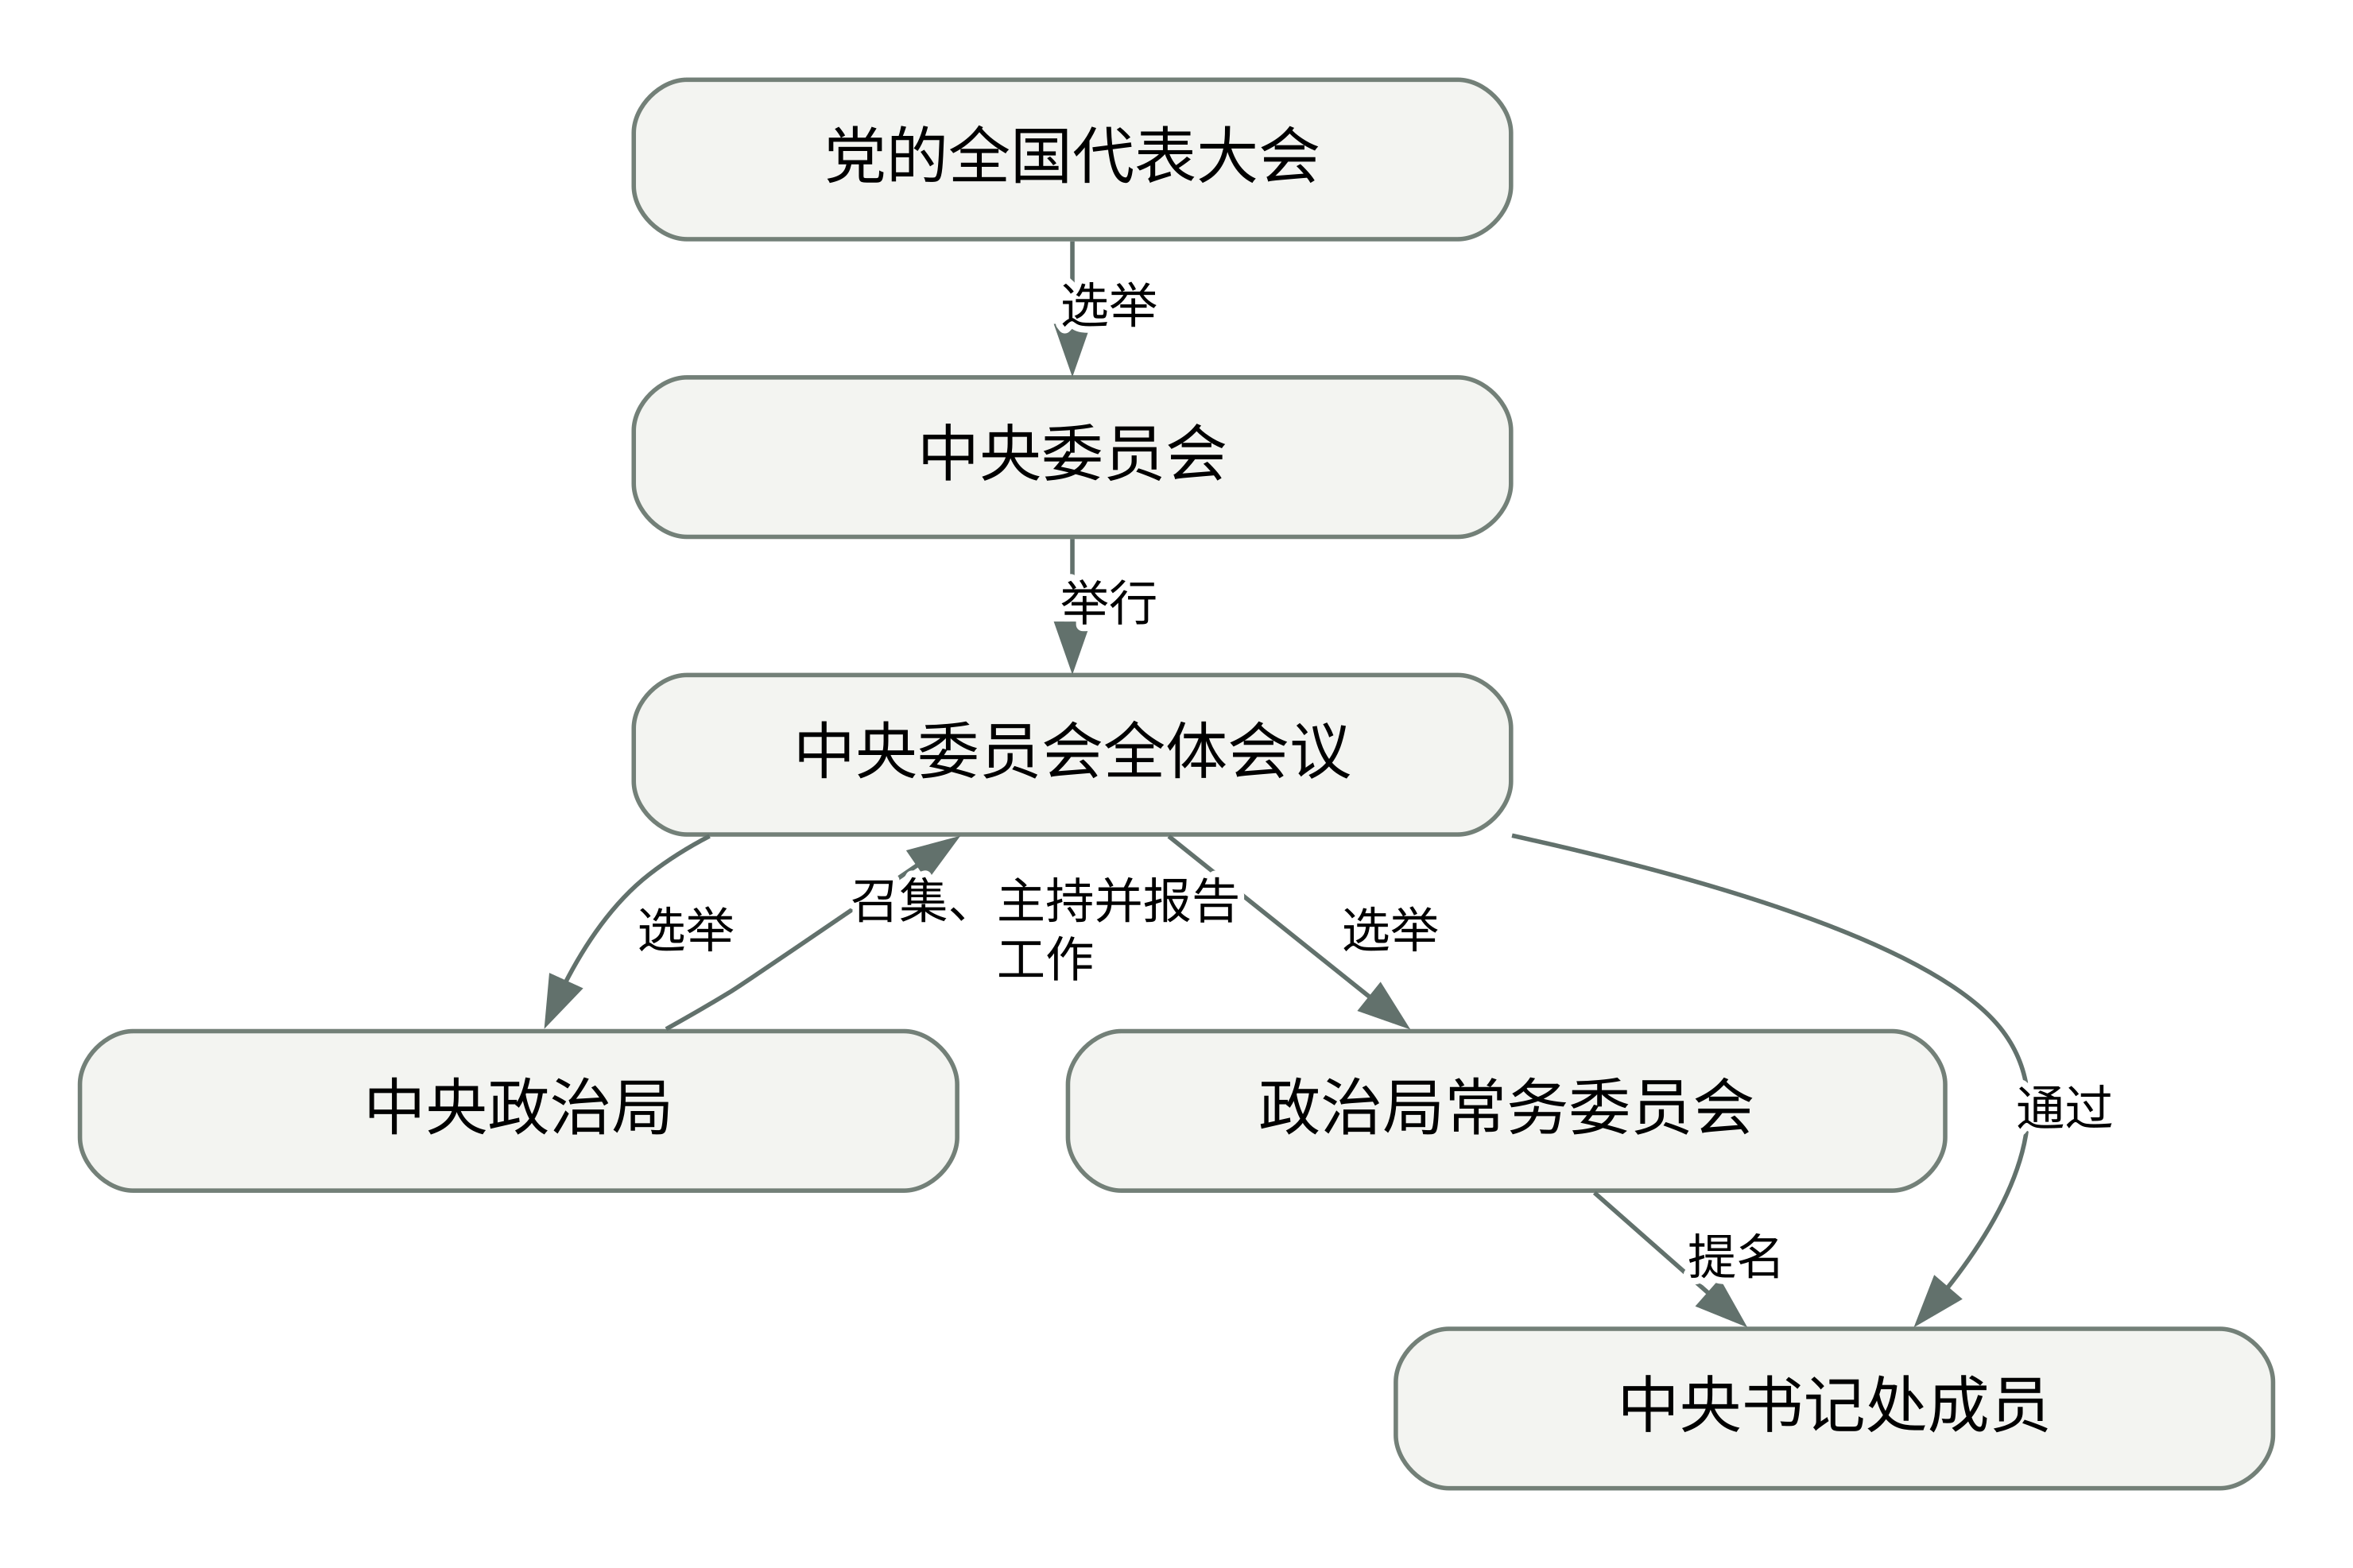 党的全国代表大会
选举
中央委员会
举行
中央委员会全体会议
选举
召集、
主持并报告
工作
选举
中央政治局
政治局常务委员会
通过
提名
中央书记处成员